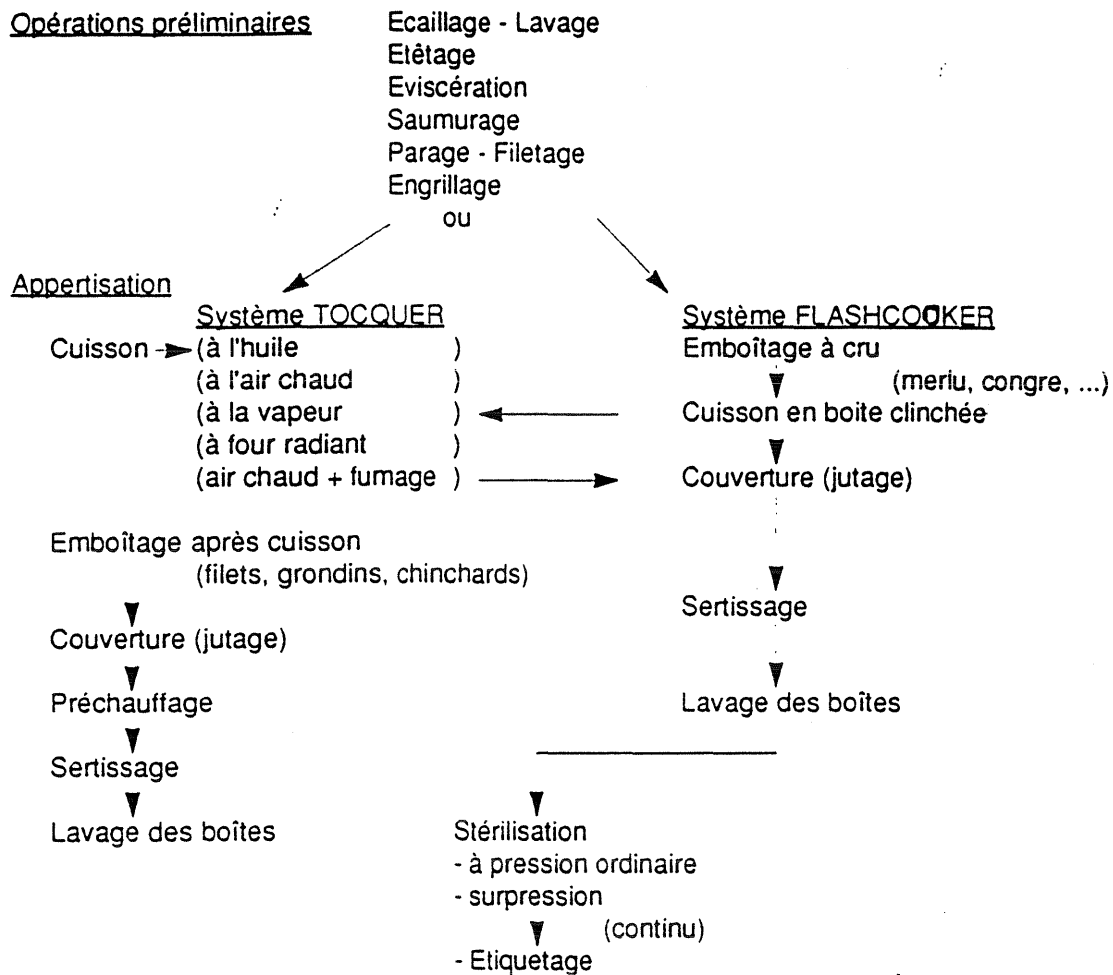 Opérations préliminaires
Ecaillage - Lavage
Etêtage
Eviscération
Saumurage
Parage - Filetage
Engrillage
ou
Appertisation
Système TOCQUER
Cuisson (à l'huile )
(à l'air chaud )
(à la vapeur )
(à four radiant )
(air chaud + fumage )
Emboîtage après cuisson
(filets, grondins, chinchards)
Couverture (jutage)
Préchauffage
Sertissage
Lavage des boîtes
Système FLASHCOOKER
Emboîtage à cru
(merlu, congre, ...)
Cuisson en boite clinchée
Couverture (jutage)
Sertissage
Lavage des boîtes
Stérilisation
- à pression ordinaire
- surpression
(continu)
- Etiquetage